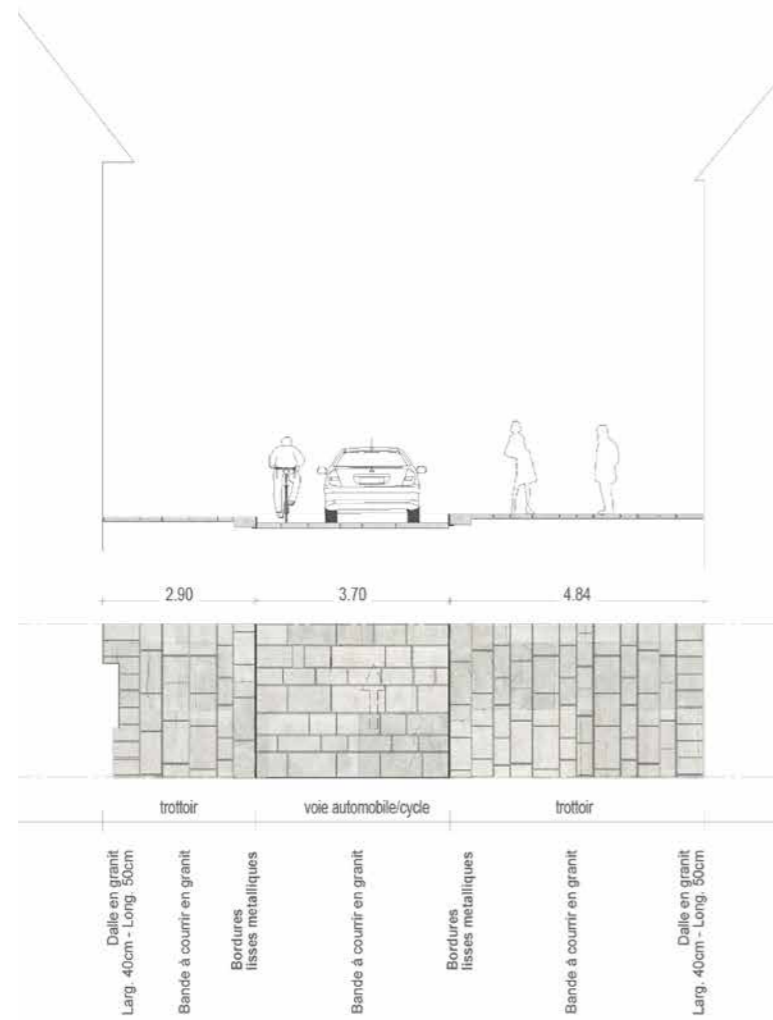 2.90
3.70
4.84
trottoir
voie automobile/cycle
trottoir
Dalle en granit
Larg. 40cm - Long. 50cm
Bande à courrir en granit
Bordures
lisses metalliques
Bande à courrir en granit
Bordures
lisses metalliques
Bande à courrir en granit
Dalle en granit
Larg. 40cm - Long. 50cm